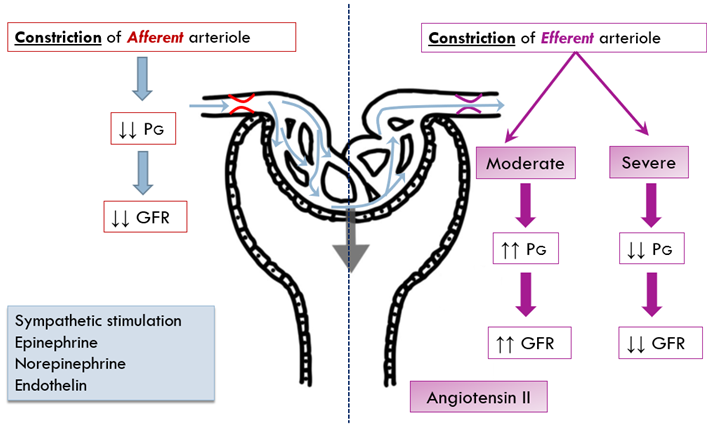 Constriction of Afferent arteriole
↓↓ PG
↓↓ GFR
Sympathetic stimulation
Epinephrine
Norepinephrine
Endothelin
Constriction of Efferent arteriole
Moderate
Severe
↑↑ PG
↓↓ PG
↑↑ GFR
↓↓ GFR
Angiotensin II